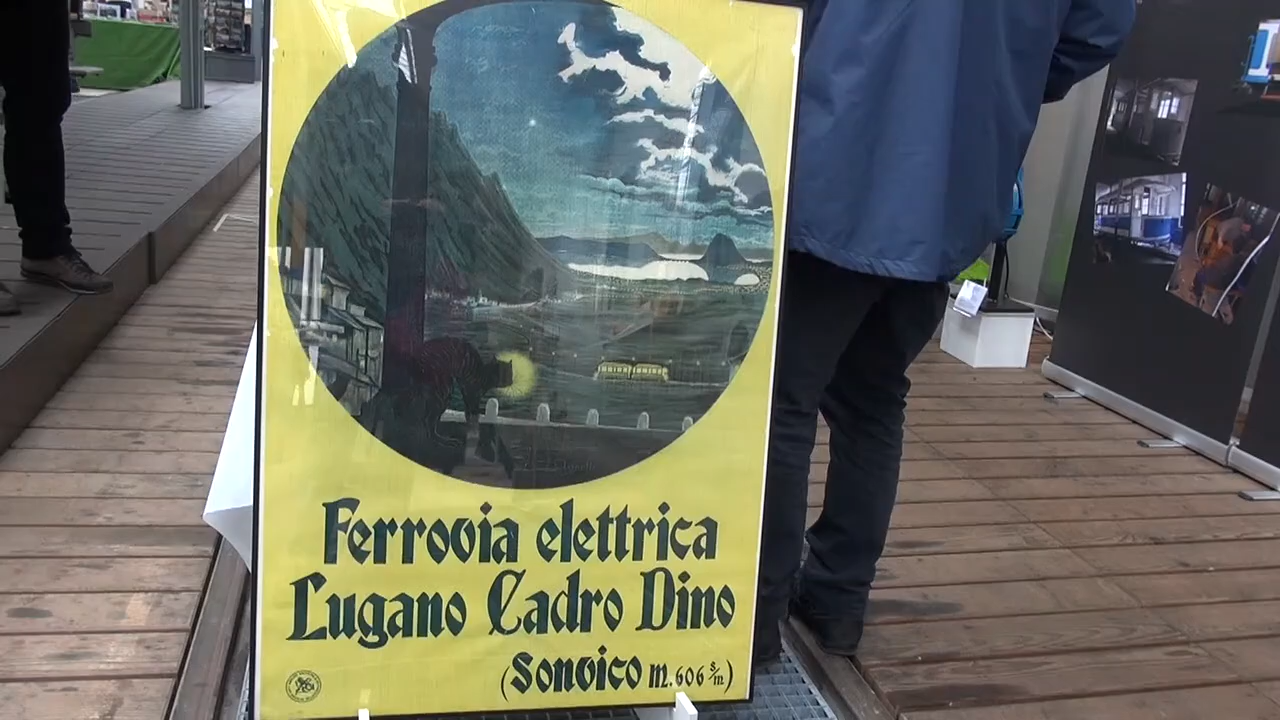 Ferrovia elettrica
Lugano Cadro Dino
(Sonvico m. 606 s/m)